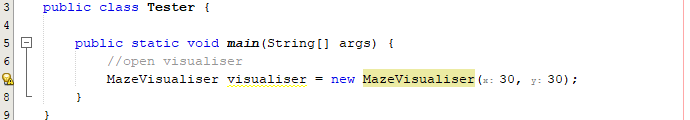 3 public class Tester {
4
5 public static void main(String[] args) {
6 //open visualiser
MazeVisualiser visualiser = new MazeVisualiser(x: 30, y: 30);
8 }
9 }